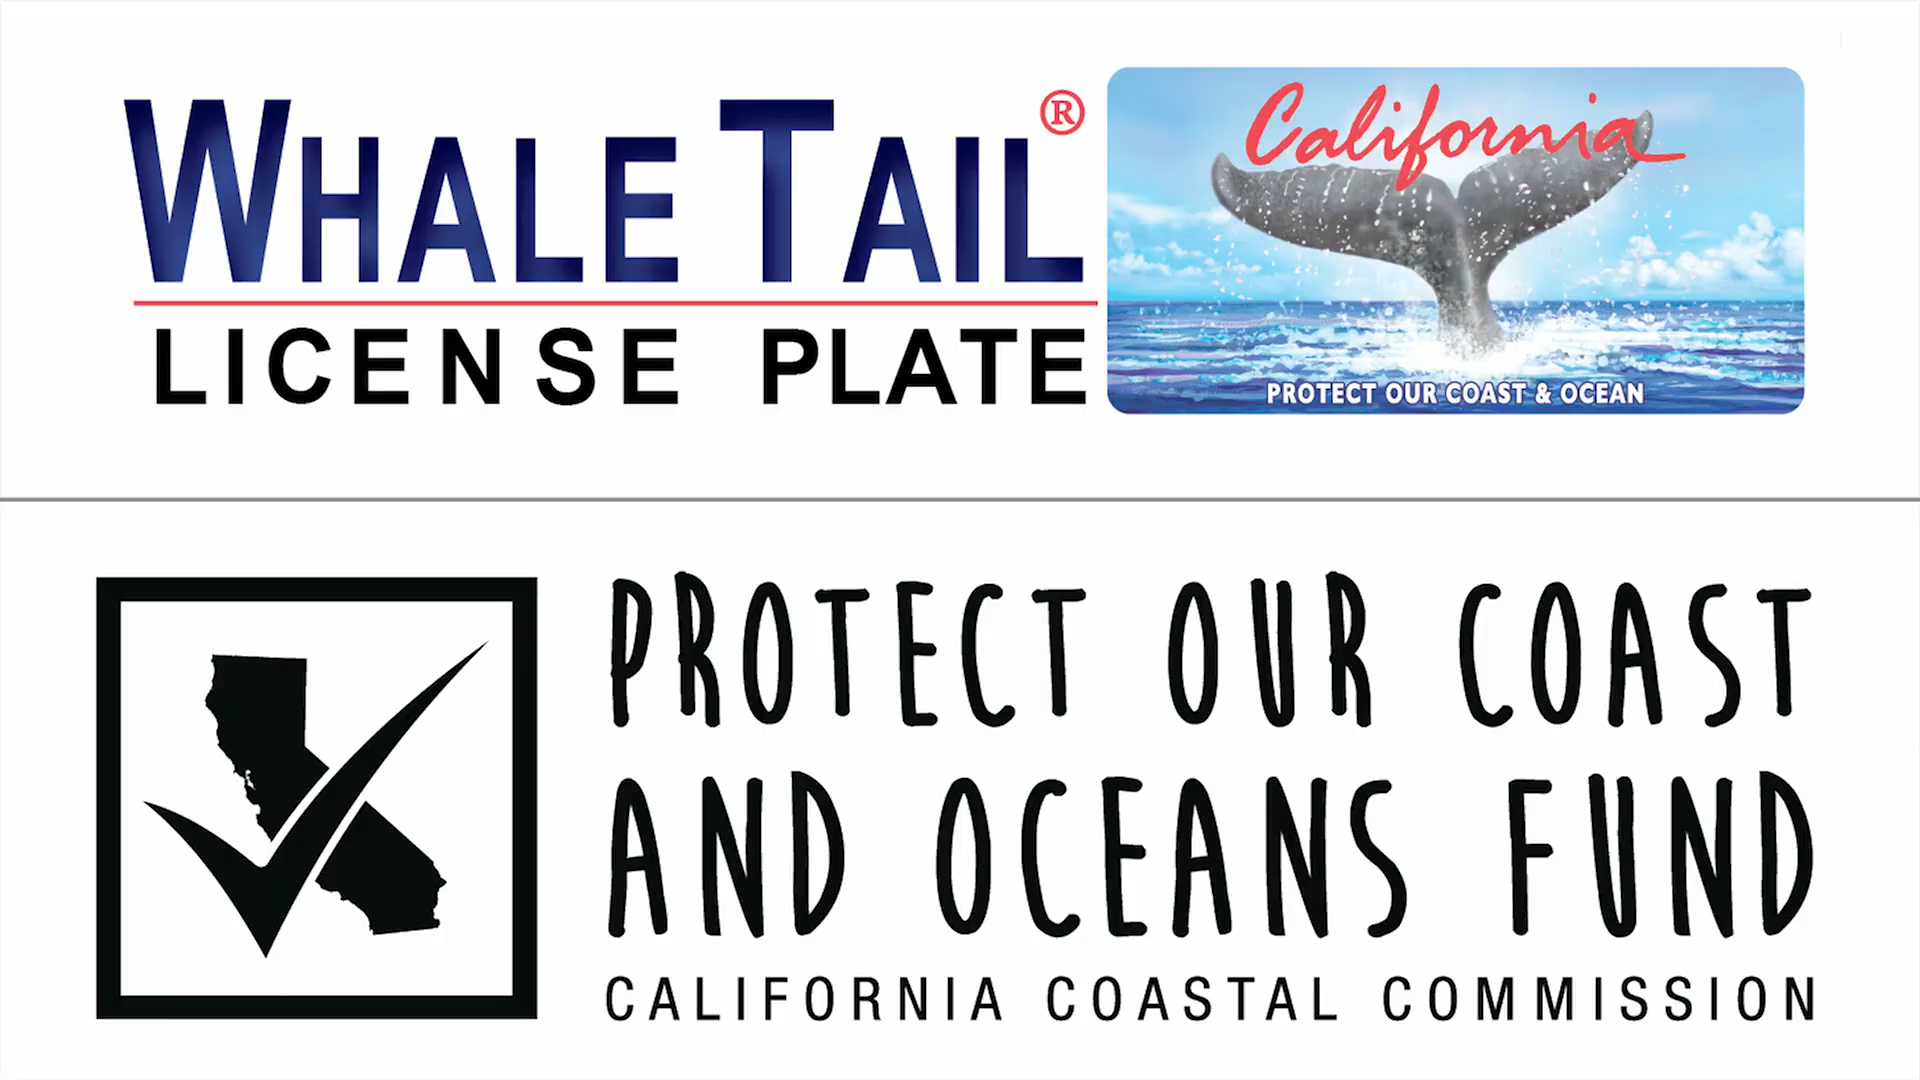 WHALE TAIL®
LICENSE PLATE
California
PROTECT OUR COAST & OCEAN
PROTECT OUR COAST
AND OCEANS FUND
CALIFORNIA COASTAL COMMISSION